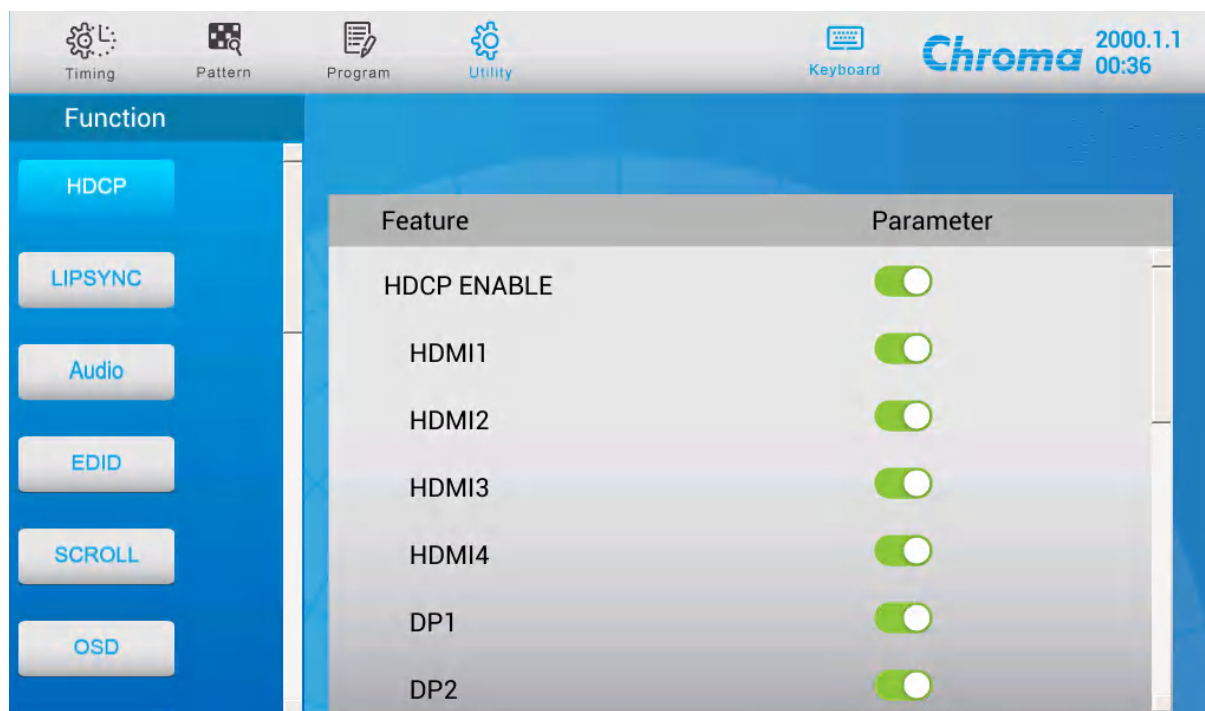 Timing Pattern Program Utility Keyboard Chroma 2000.1.1
00:36
Function
HDCP
LIPSYNC
Audio
EDID
SCROLL
OSD
Feature Parameter
HDCP ENABLE
HDMI1
HDMI2
HDMI3
HDMI4
DP1
DP2